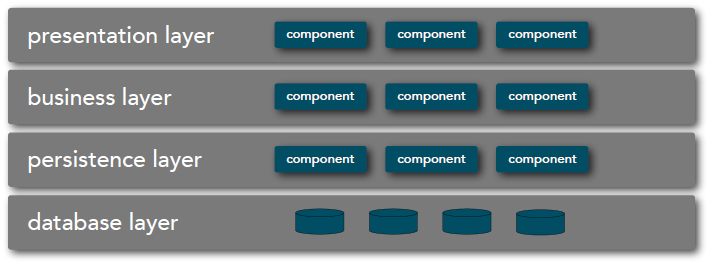 presentation layer component component component
business layer component component component
persistence layer component component component
database layer